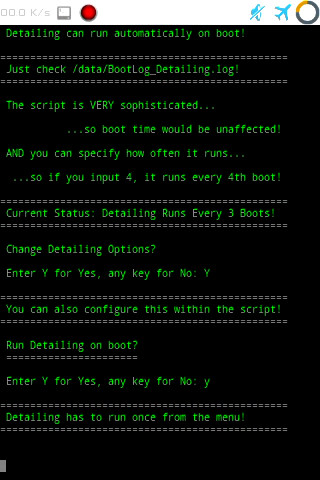 00.0 K/s
Detailing can run automatically on boot!
================================================
Just check /data/BootLog_Detailing.log!
================================================
The script is VERY sophisticated...
...so boot time would be unaffected!
AND you can specify how often it runs...
...so if you input 4, it runs every 4th boot!
================================================
Current Status: Detailing Runs Every 3 Boots!
================================================
Change Detailing Options?
Enter Y for Yes, any key for No: Y
================================================
You can also configure this within the script!
================================================
Run Detailing on boot?
======================
Enter Y for Yes, any key for No: y
================================================
Detailing has to run once from the menu!
================================================